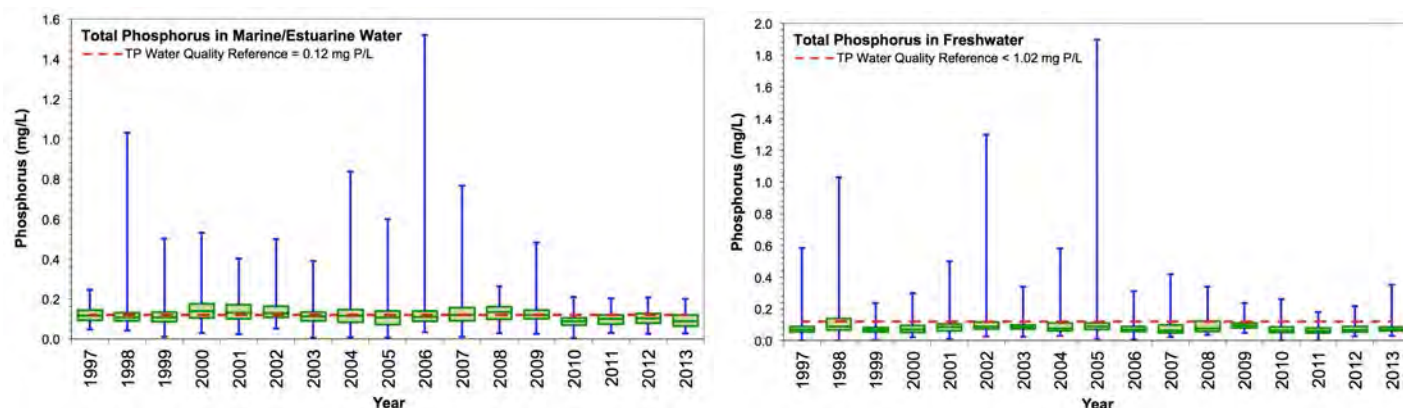 Total Phosphorus in Marine/Estuarine Water
TP Water Quality Reference = 0.12 mg P/L
Phosphorus (mg/L)
1.6
1.4
1.2
1.0
0.8
0.6
0.4
0.2
0.0
1997 1998 1999 2000 2001 2002 2003 2004 2005 2006 2007 2008 2009 2010 2011 2012 2013
Year
Total Phosphorus in Freshwater
TP Water Quality Reference < 1.02 mg P/L
Phosphorus (mg/L)
2.0
1.8
1.6
1.4
1.2
1.0
0.8
0.6
0.4
0.2
0.0
1997 1998 1999 2000 2001 2002 2003 2004 2005 2006 2007 2008 2009 2010 2011 2012 2013
Year